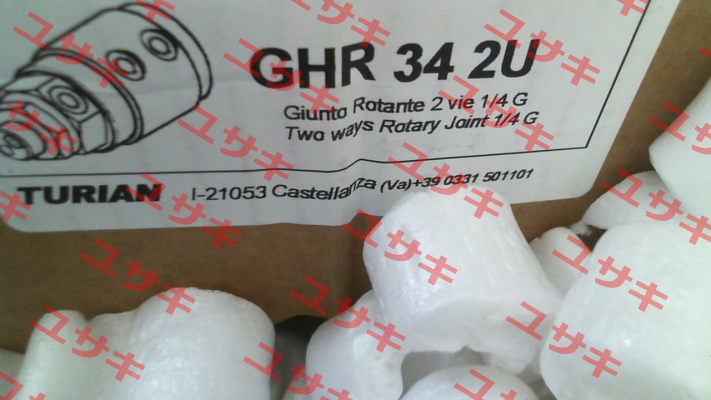 GHR 34 2U
Giunto Rotante 2 vie 1/4 G
Two ways Rotary Joint 1/4 G
TURIAN I-21053 Castellanza (Va)+39 0331 501101
ユサキ